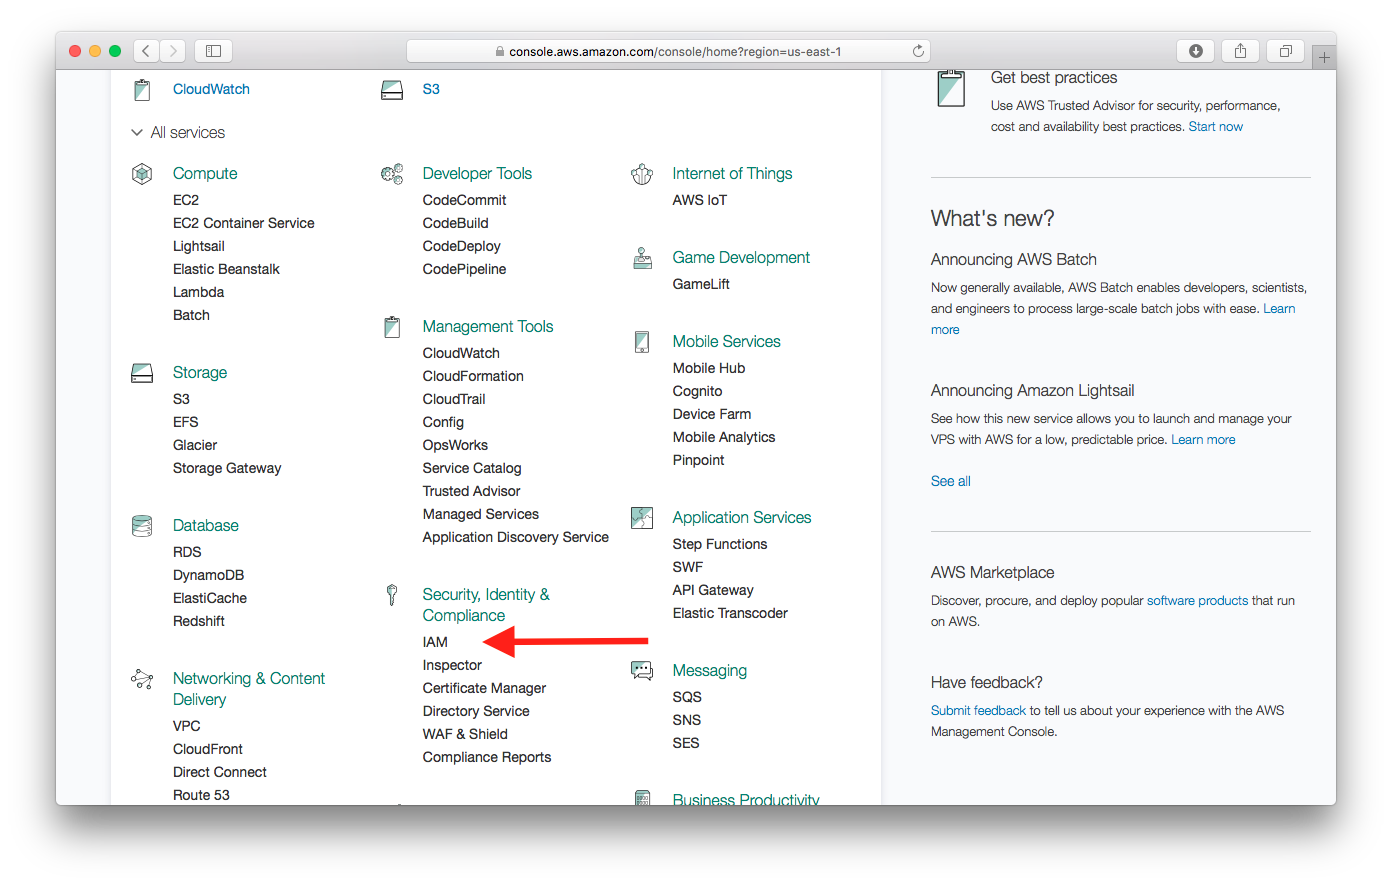 console.aws.amazon.com/console/home?region=us-east-1
CloudWatch
S3
All services
Compute
EC2
EC2 Container Service
Lightsail
Elastic Beanstalk
Lambda
Batch
Storage
S3
EFS
Glacier
Storage Gateway
Database
RDS
DynamoDB
ElastiCache
Redshift
Networking & Content
Delivery
VPC
CloudFront
Direct Connect
Route 53
Developer Tools
CodeCommit
CodeBuild
CodeDeploy
CodePipeline
Management Tools
CloudWatch
CloudFormation
CloudTrail
Config
OpsWorks
Service Catalog
Trusted Advisor
Managed Services
Application Discovery Service
Security, Identity &
Compliance
IAM
Inspector
Certificate Manager
Directory Service
WAF & Shield
Compliance Reports
Internet of Things
AWS IoT
Game Development
GameLift
Mobile Services
Mobile Hub
Cognito
Device Farm
Mobile Analytics
Pinpoint
Application Services
Step Functions
SWF
API Gateway
Elastic Transcoder
Messaging
SQS
SNS
SES
Business Productivity
Get best practices
Use AWS Trusted Advisor for security, performance,
cost and availability best practices. Start now
What's new?
Announcing AWS Batch
Now generally available, AWS Batch enables developers, scientists,
and engineers to process large-scale batch jobs with ease. Learn
more
Announcing Amazon Lightsail
See how this new service allows you to launch and manage your
VPS with AWS for a low, predictable price. Learn more
See all
AWS Marketplace
Discover, procure, and deploy popular software products that run
on AWS.
Have feedback?
Submit feedback to tell us about your experience with the AWS
Management Console.